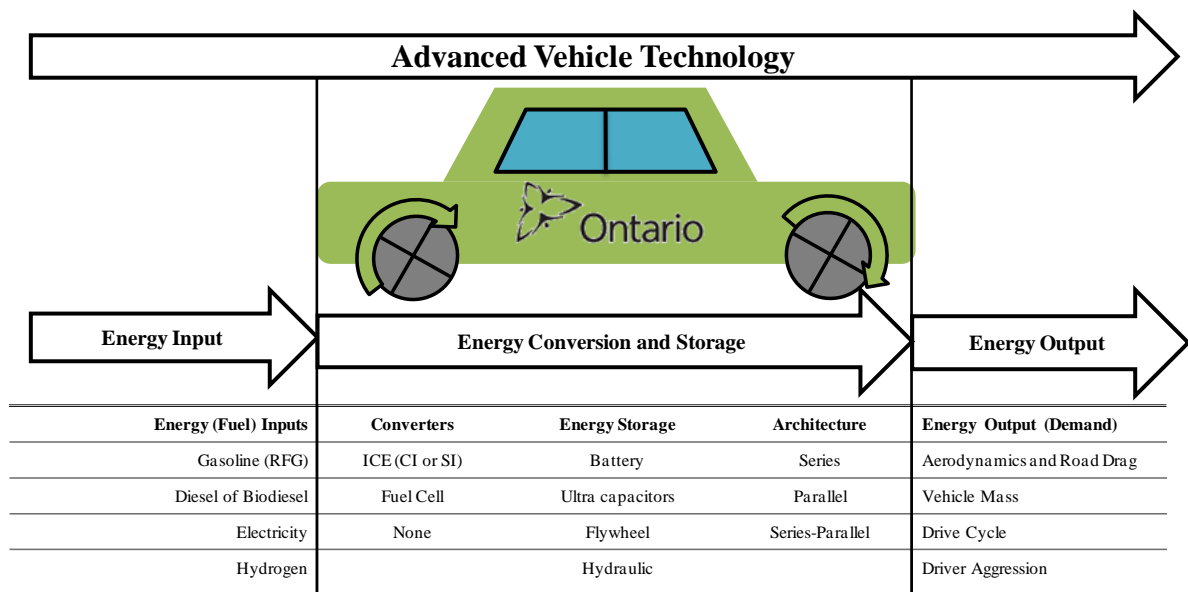 Advanced Vehicle Technology
Ontario
Energy Input
Energy Conversion and Storage
Energy Output
Energy (Fuel) Inputs Converters Energy Storage Architecture Energy Output (Demand)
Gasoline (RFG) ICE (CI or SI) Battery Series Aerodynamics and Road Drag
Diesel of Biodiesel Fuel Cell Ultra capacitors Parallel Vehicle Mass
Electricity None Flywheel Series-Parallel Drive Cycle
Hydrogen Hydraulic Driver Aggression